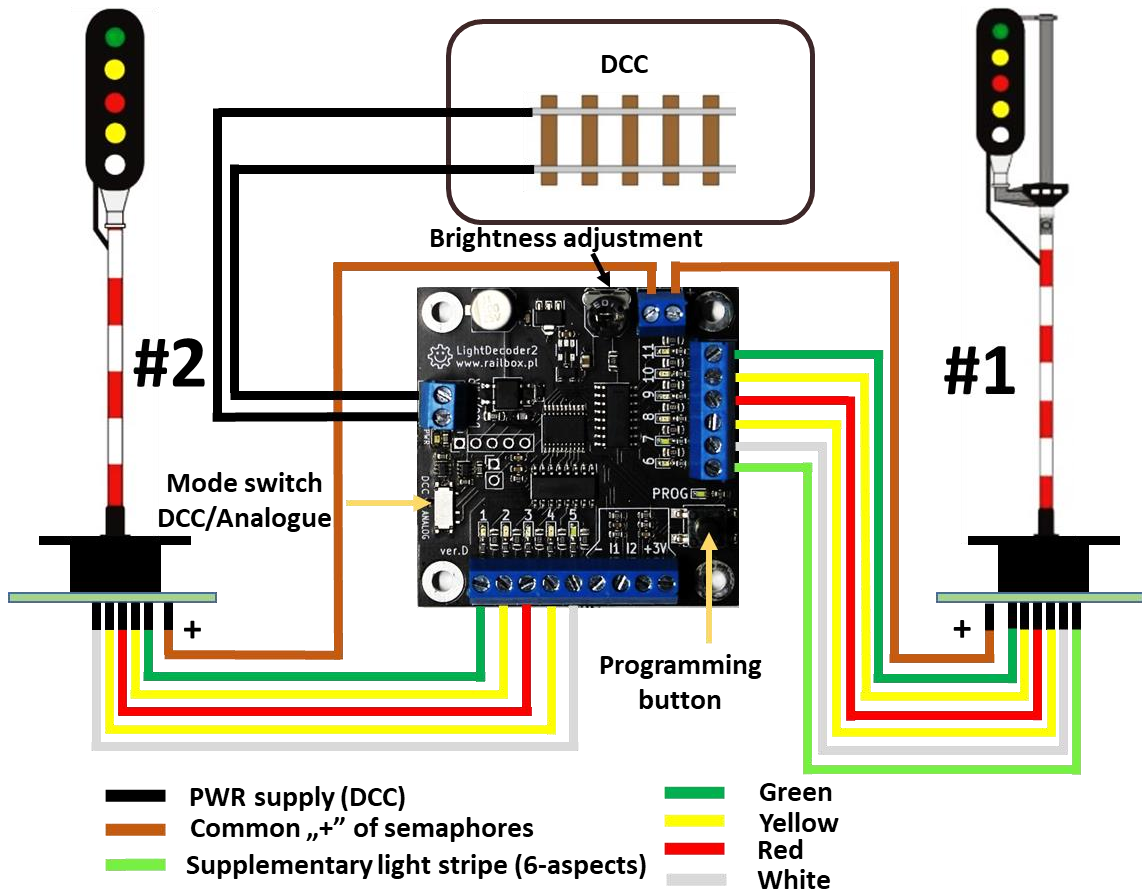 DCC
Brightness adjustment
#2
#1
LightDecoder2
www.railbox.pl
11
10
9
8
7
6
PWR
Mode switch
DCC/Analogue
DCC
ANALOG
PROG
1 2 3 4 5
ver.D
- I1 I2 +3V
+
+
Programming
button
PWR supply (DCC)
Common „+” of semaphores
Supplementary light stripe (6-aspects)
Green
Yellow
Red
White